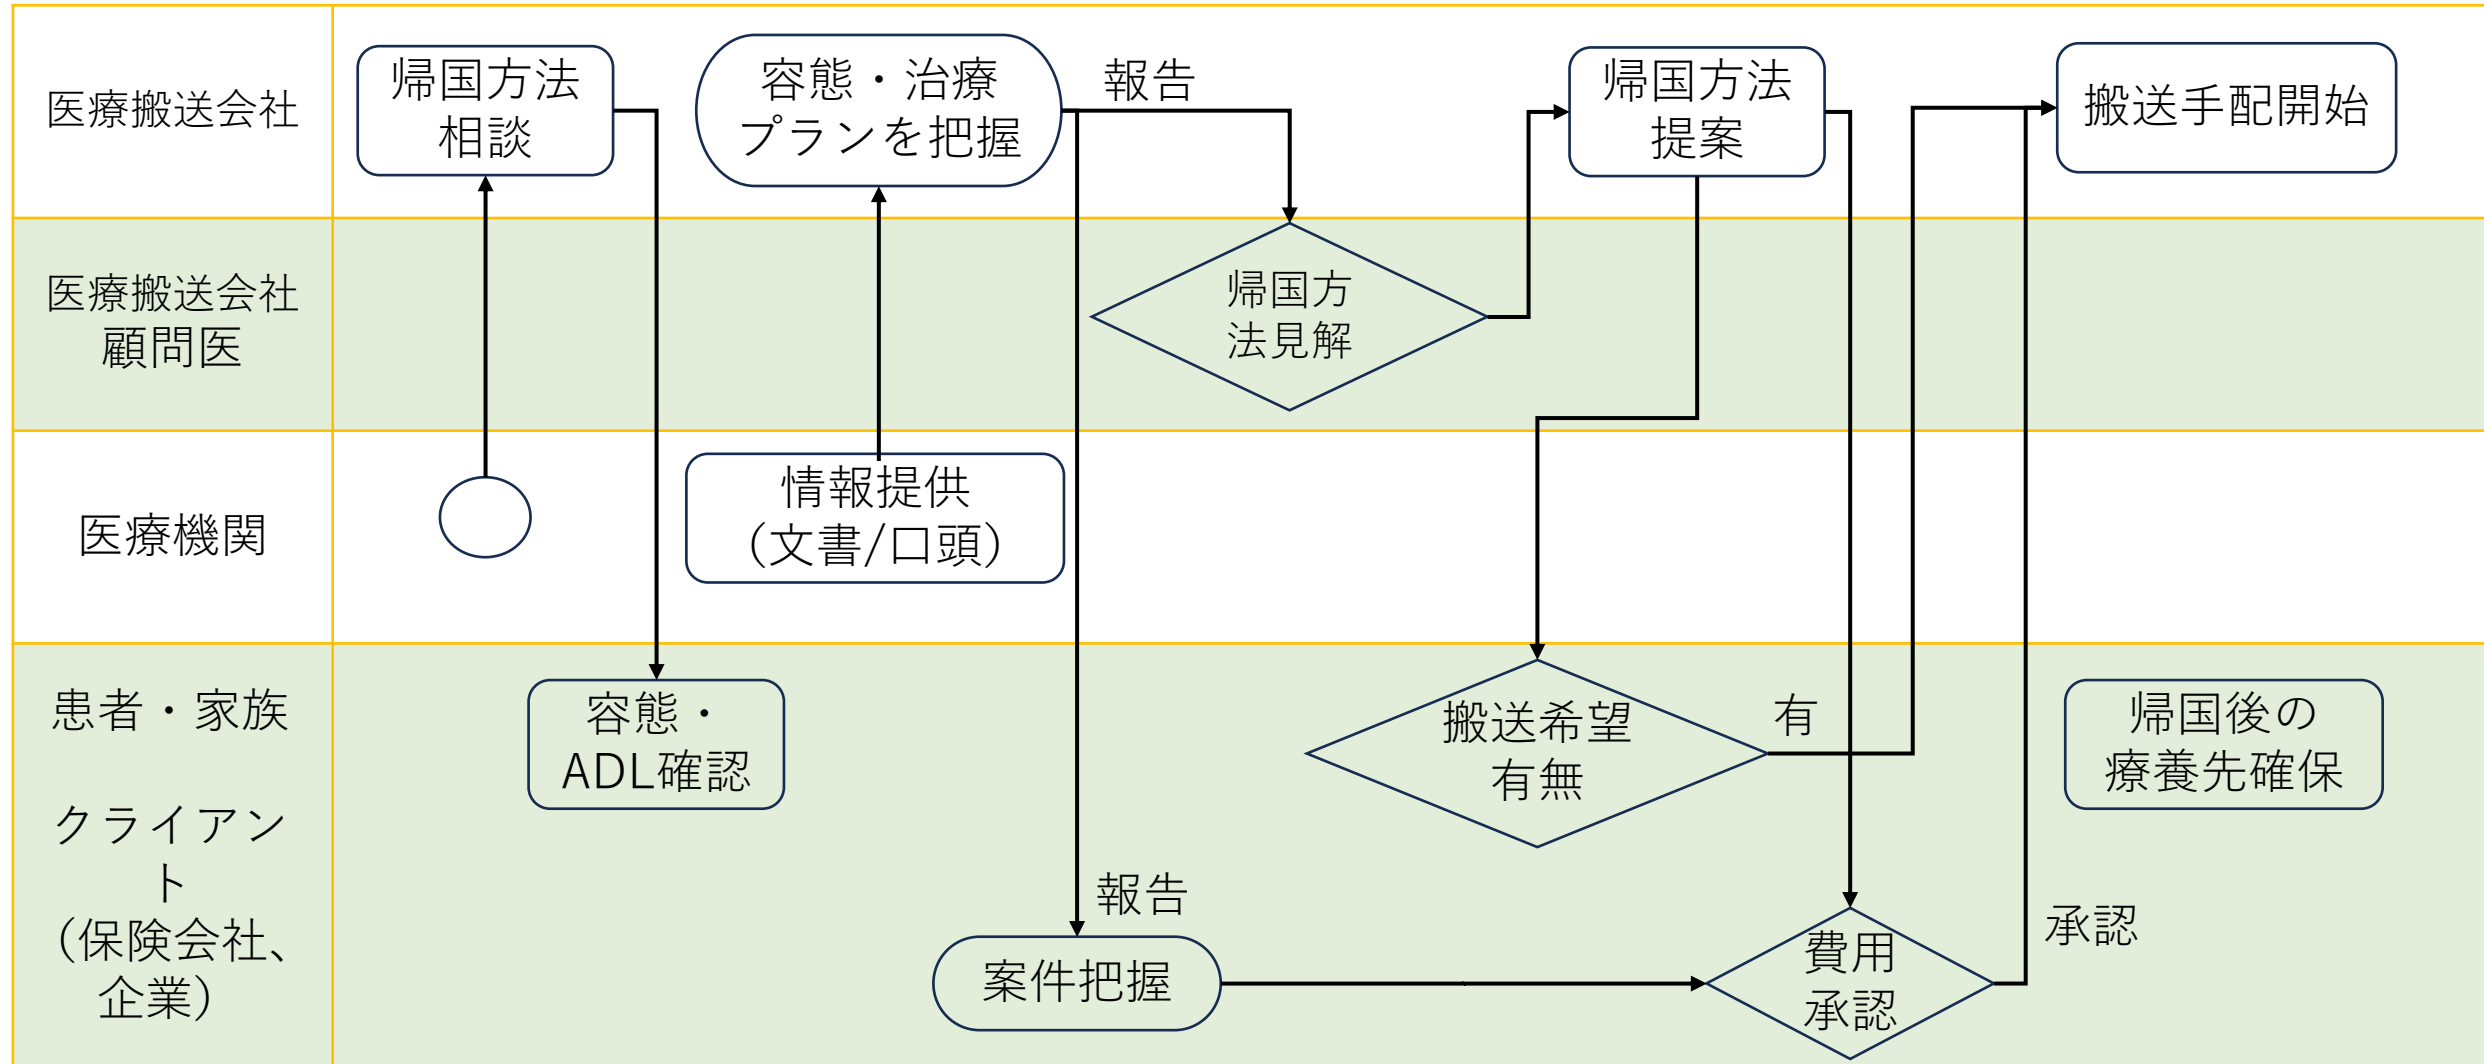 医療搬送会社
帰国方法
相談
容態・治療
プランを把握
報告
帰国方法
提案
搬送手配開始
医療搬送会社
顧問医
帰国方
法見解
医療機関
情報提供
（文書/口頭）
患者・家族
クライアン
ト
（保険会社、
企業）
容態・
ADL確認
搬送希望
有無
有
帰国後の
療養先確保
報告
案件把握
費用
承認
承認